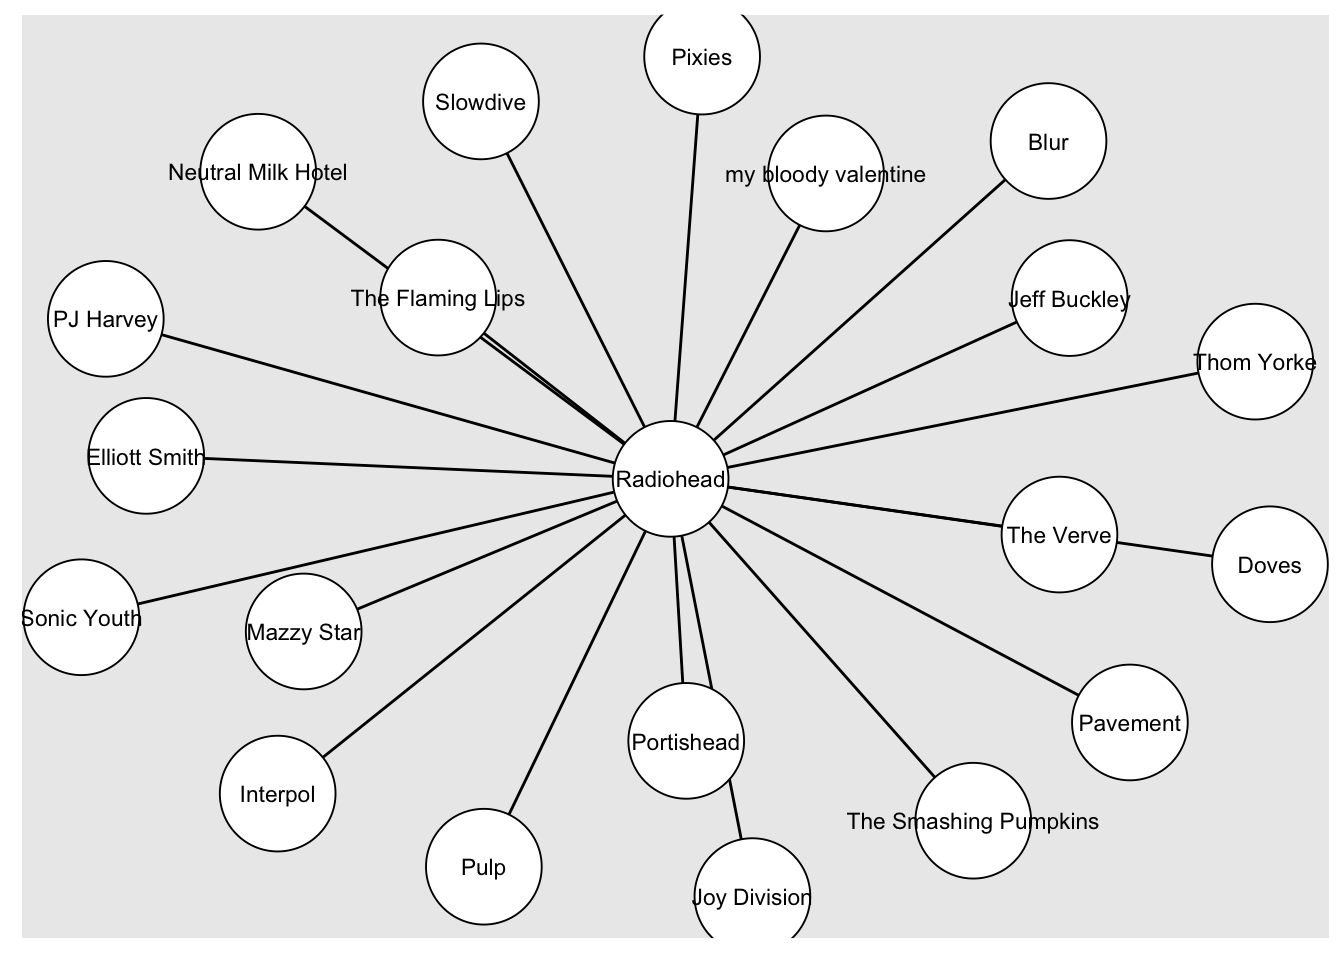 Pixies
Slowdive
Blur
Neutral Milk Hotel
my bloody valentine
The Flaming Lips
Jeff Buckley
PJ Harvey
Thom Yorke
Elliott Smith
Radiohead
The Verve
Doves
Sonic Youth
Mazzy Star
Pavement
Portishead
Interpol
The Smashing Pumpkins
Pulp
Joy Division